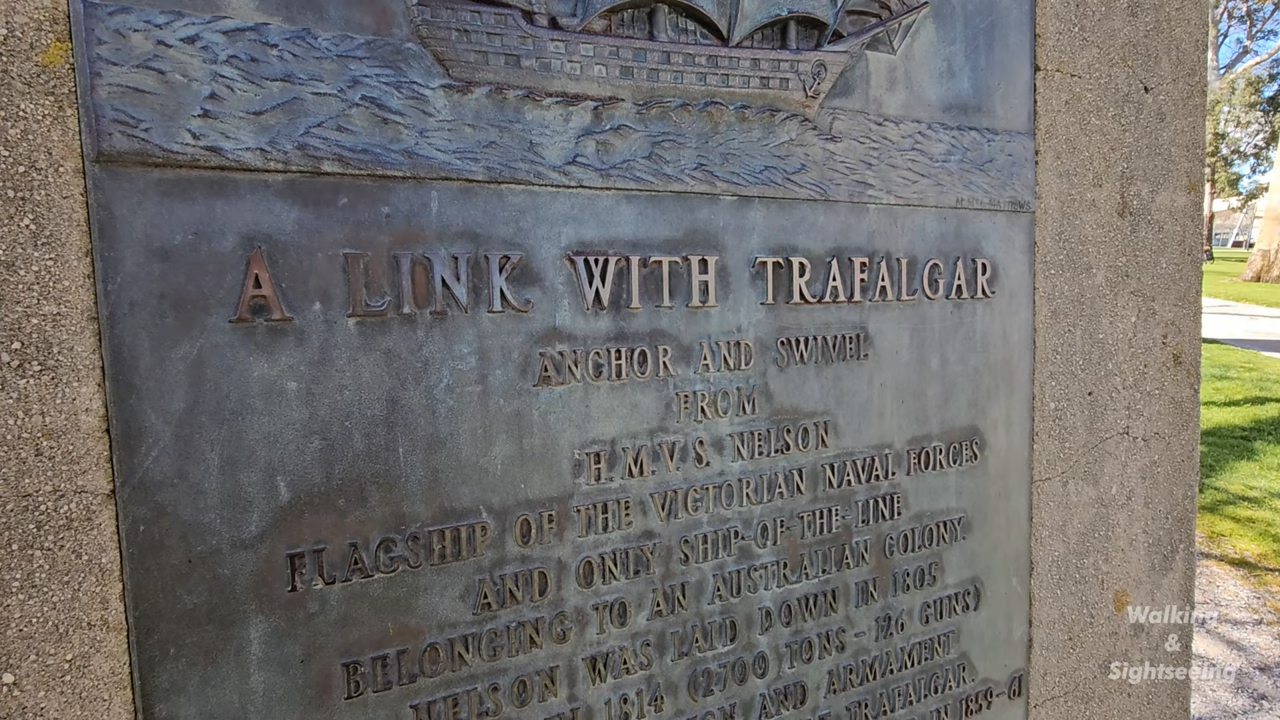 A LINK WITH TRAFALGAR
ANCHOR AND SWIVEL
FROM
H.M.V.S. NELSON
FLAGSHIP OF THE VICTORIAN NAVAL FORCES
AND ONLY SHIP-OF-THE-LINE
BELONGING TO AN AUSTRALIAN COLONY.
NELSON WAS LAID DOWN IN 1805
1814 (2700 TONS - 126 GUNS)
AND ARMAMENT
TRAFALGAR.
IN 1859-61
Walking
&
Sightseeing